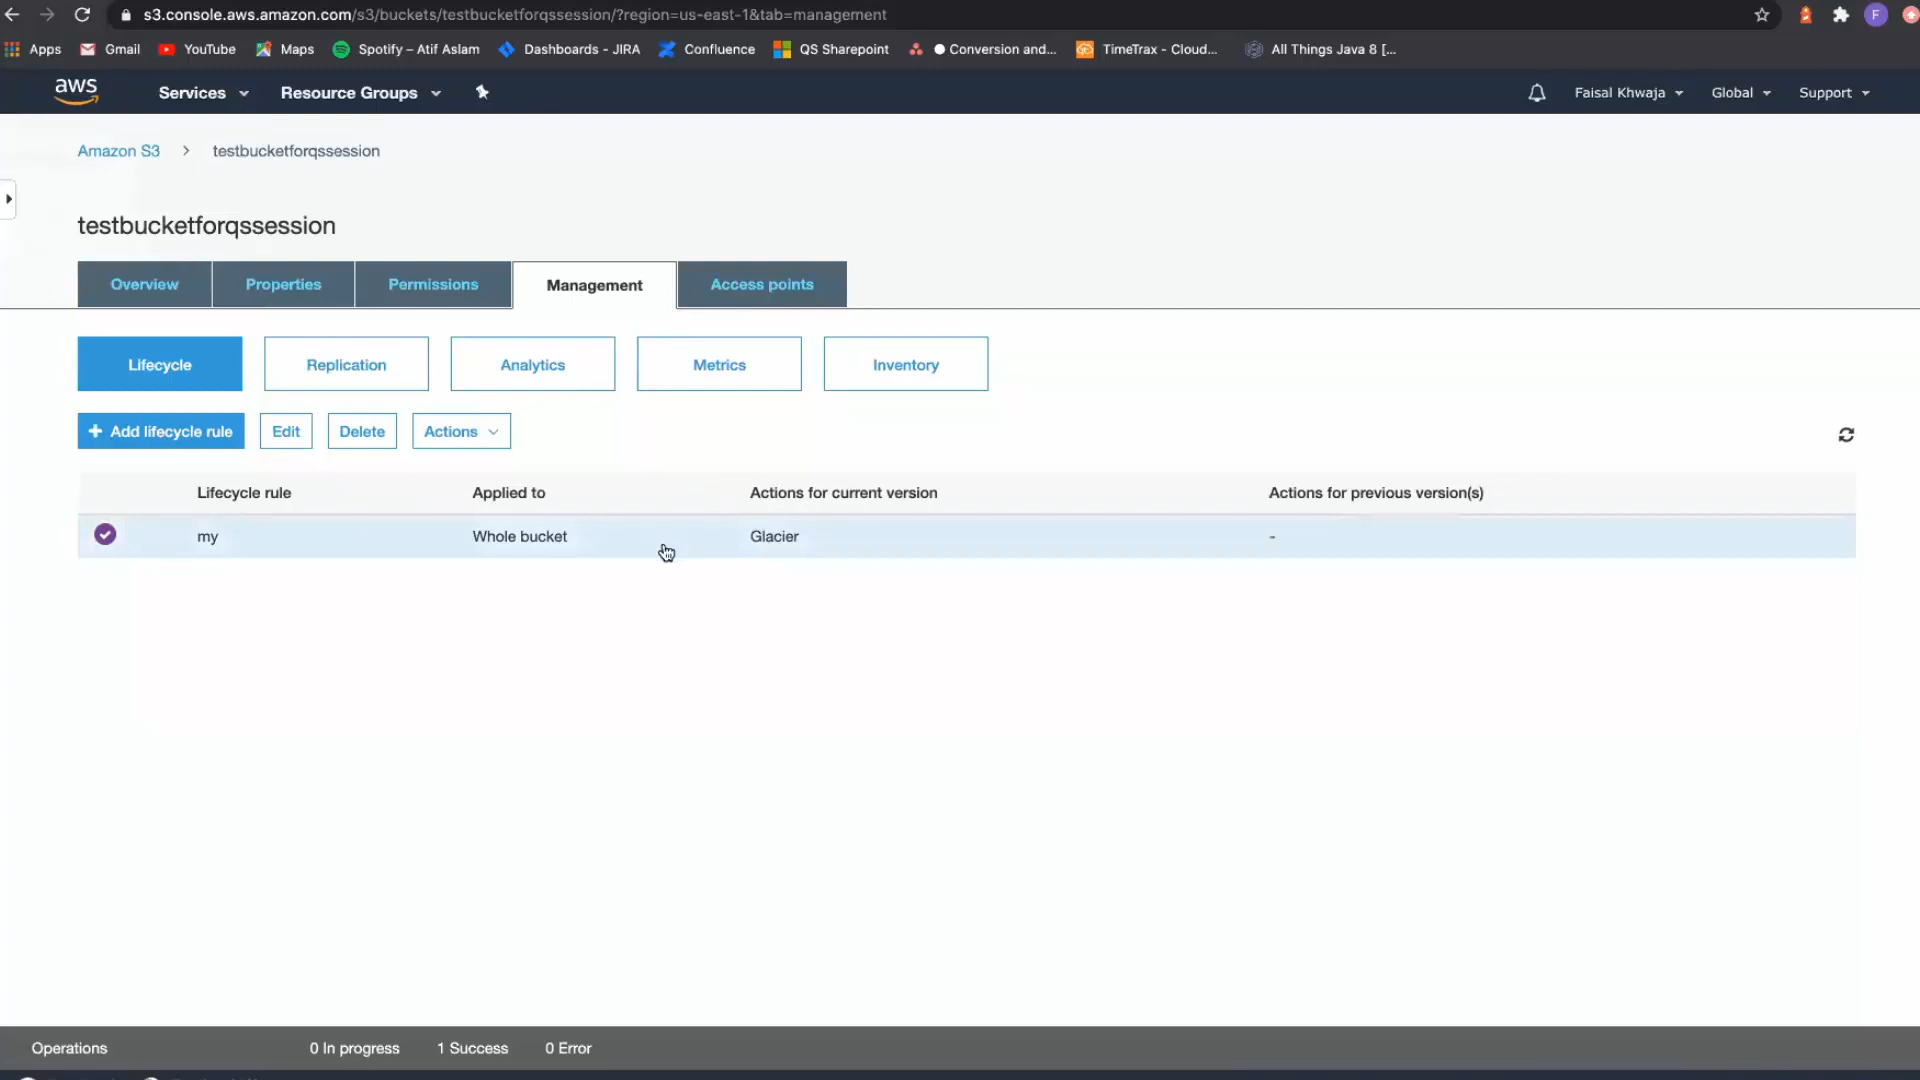 s3.console.aws.amazon.com/s3/buckets/testbucketforqssession/?region=us-east-1&tab=management
F
Apps Gmail YouTube Maps Spotify – Atif Aslam Dashboards - JIRA Confluence QS Sharepoint Conversion and... TimeTrax - Cloud... All Things Java 8 [...
aws Services Resource Groups Faisal Khwaja Global Support
Amazon S3 > testbucketforqssession
testbucketforqssession
Overview Properties Permissions Management Access points
Lifecycle Replication Analytics Metrics Inventory
+ Add lifecycle rule Edit Delete Actions
Lifecycle rule Applied to Actions for current version Actions for previous version(s)
my Whole bucket Glacier -
Operations 0 In progress 1 Success 0 Error